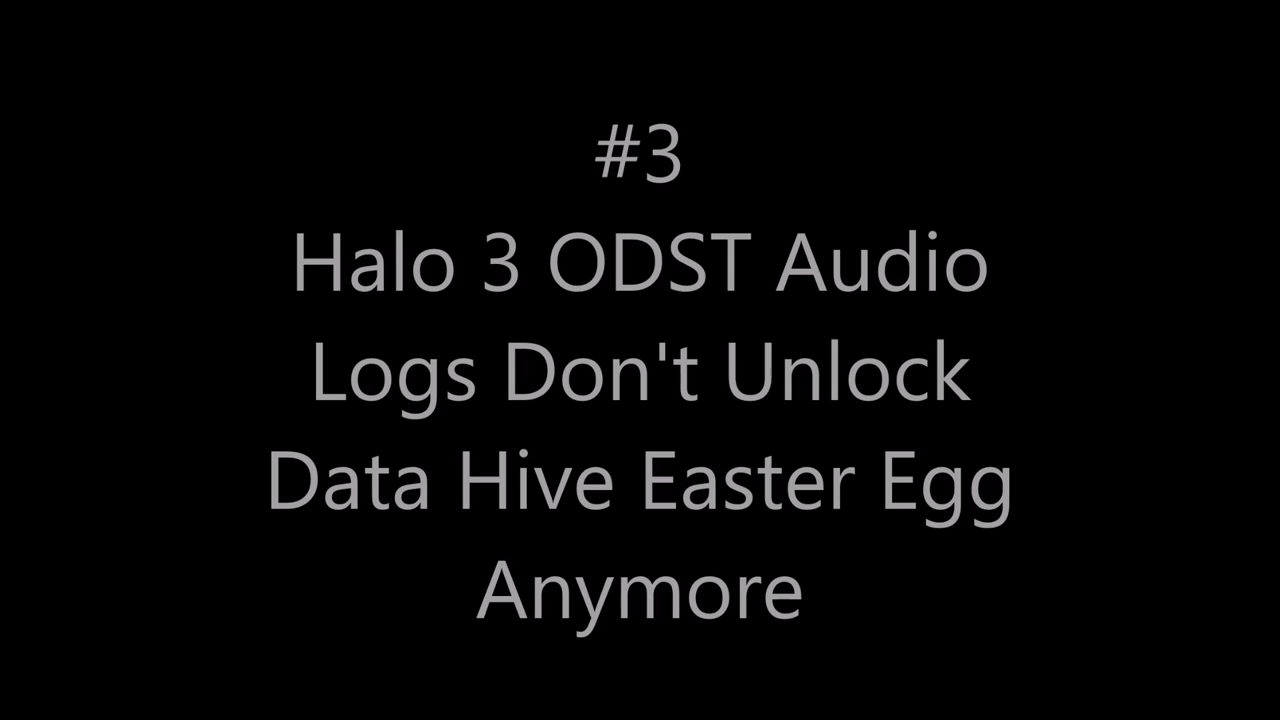 #3
Halo 3 ODST Audio
Logs Don't Unlock
Data Hive Easter Egg
Anymore